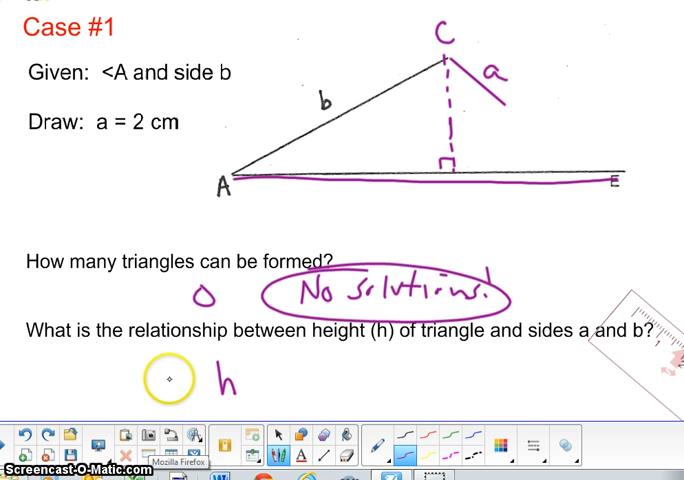 Case #1
C
Given: <A and side b
a
b
Draw: a = 2 cm
A
E
How many triangles can be formed?
0 No solutions!
What is the relationship between height (h) of triangle and sides a and b?
h
Mozilla Firefox
Screencast-O-Matic.com